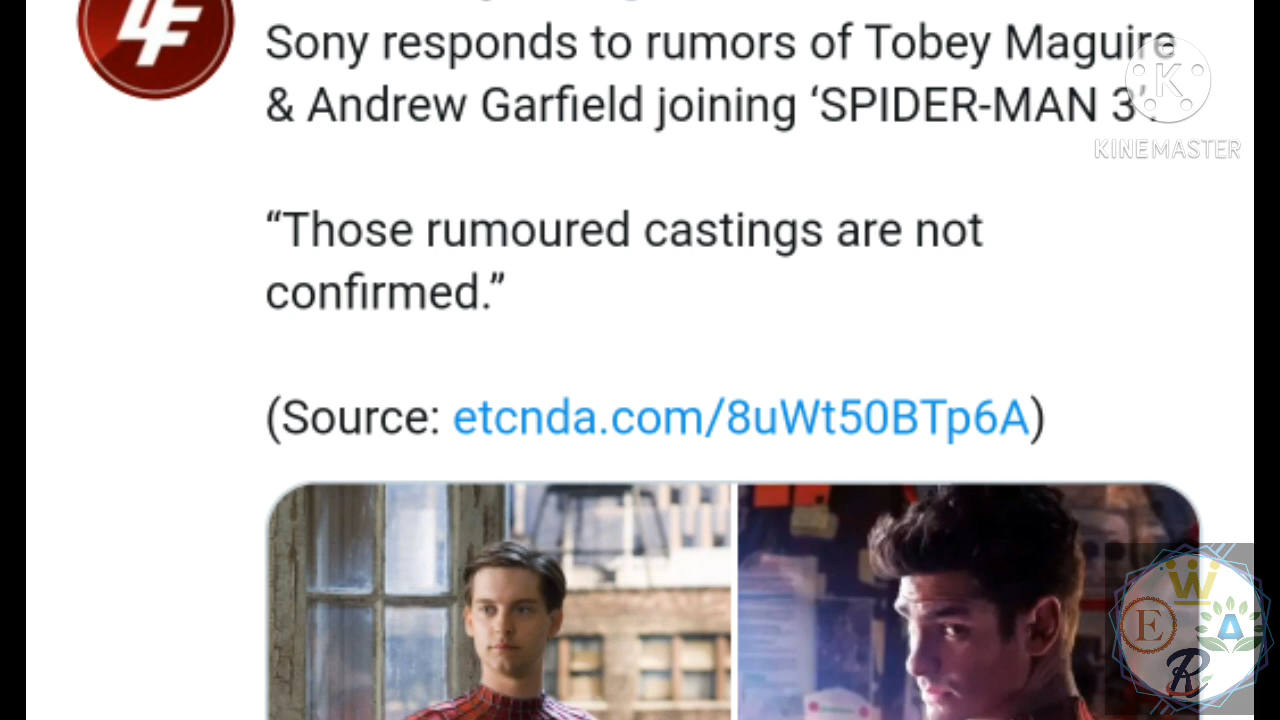 4F
Sony responds to rumors of Tobey Maguire
& Andrew Garfield joining ‘SPIDER-MAN 3’.
K
KINEMASTER
“Those rumoured castings are not
confirmed.”
(Source: etcnda.com/8uWt50BTp6A)
W
E
A
R